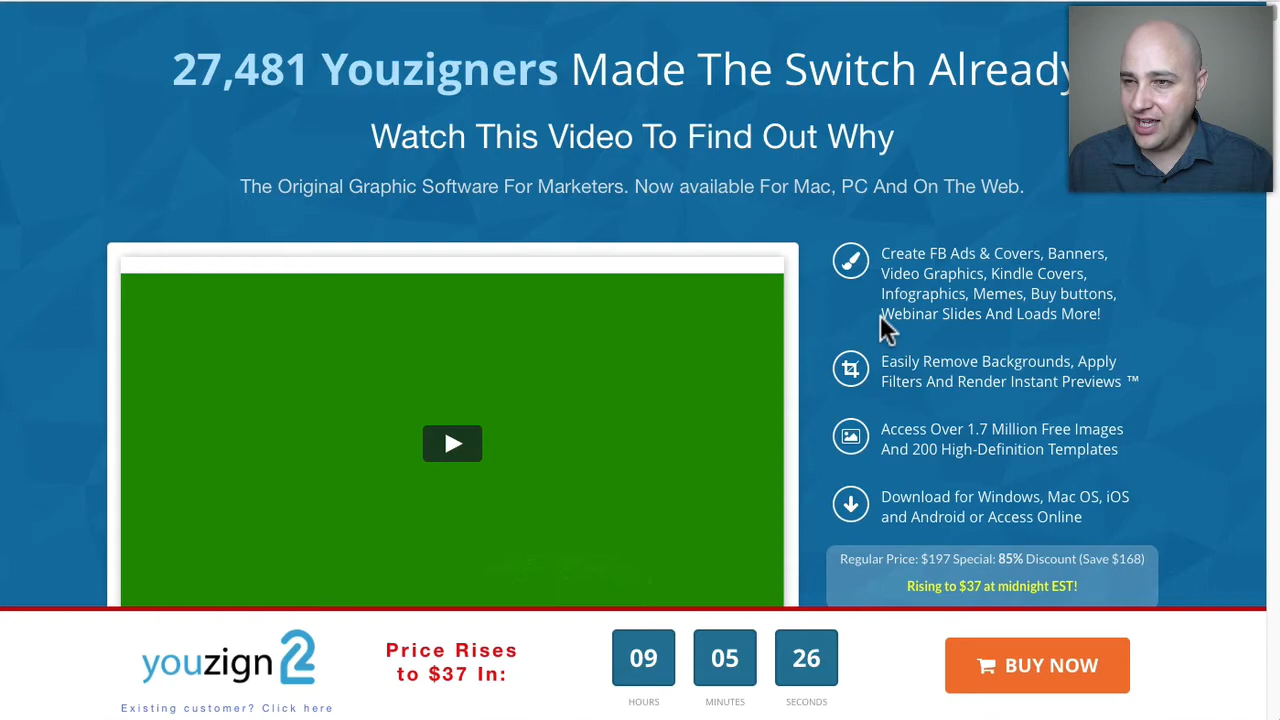 27,481 Youzigners Made The Switch Already
Watch This Video To Find Out Why
The Original Graphic Software For Marketers. Now available For Mac, PC And On The Web.
Create FB Ads & Covers, Banners,
Video Graphics, Kindle Covers,
Infographics, Memes, Buy buttons,
Webinar Slides And Loads More!
Easily Remove Backgrounds, Apply
Filters And Render Instant Previews ™
Access Over 1.7 Million Free Images
And 200 High-Definition Templates
Download for Windows, Mac OS, iOS
and Android or Access Online
Regular Price: $197 Special: 85% Discount (Save $168)
Rising to $37 at midnight EST!
youzign 2
Existing customer? Click here
Price Rises
to $37 In:
09 05 26
HOURS MINUTES SECONDS
BUY NOW